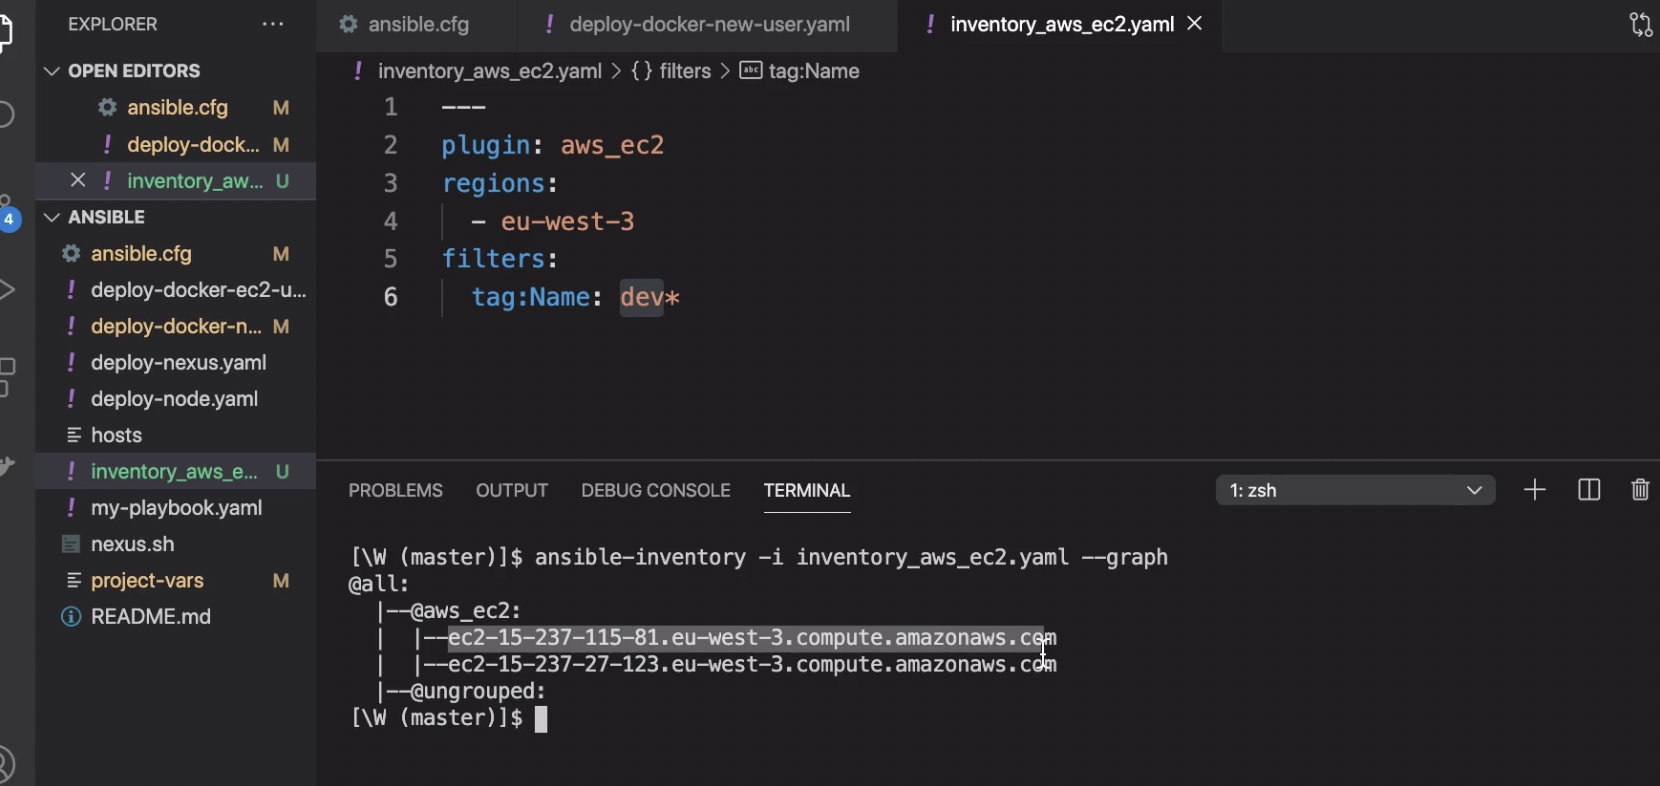 EXPLORER ...
OPEN EDITORS
ansible.cfg M
! deploy-dock... M
! inventory_aw... U
4
ANSIBLE
ansible.cfg M
! deploy-docker-ec2-u...
! deploy-docker-n... M
! deploy-nexus.yaml
! deploy-node.yaml
hosts
! inventory_aws_e... U
! my-playbook.yaml
nexus.sh
project-vars M
README.md
ansible.cfg ! deploy-docker-new-user.yaml ! inventory_aws_ec2.yaml
! inventory_aws_ec2.yaml > {} filters > abc tag:Name
1 ---
2 plugin: aws_ec2
3 regions:
4 - eu-west-3
5 filters:
6 tag:Name: dev*
PROBLEMS OUTPUT DEBUG CONSOLE TERMINAL 1: zsh
[\W (master)]$ ansible-inventory -i inventory_aws_ec2.yaml --graph
@all:
|--@aws_ec2:
| |--ec2-15-237-115-81.eu-west-3.compute.amazonaws.com
| |--ec2-15-237-27-123.eu-west-3.compute.amazonaws.com
|--@ungrouped:
[\W (master)]$